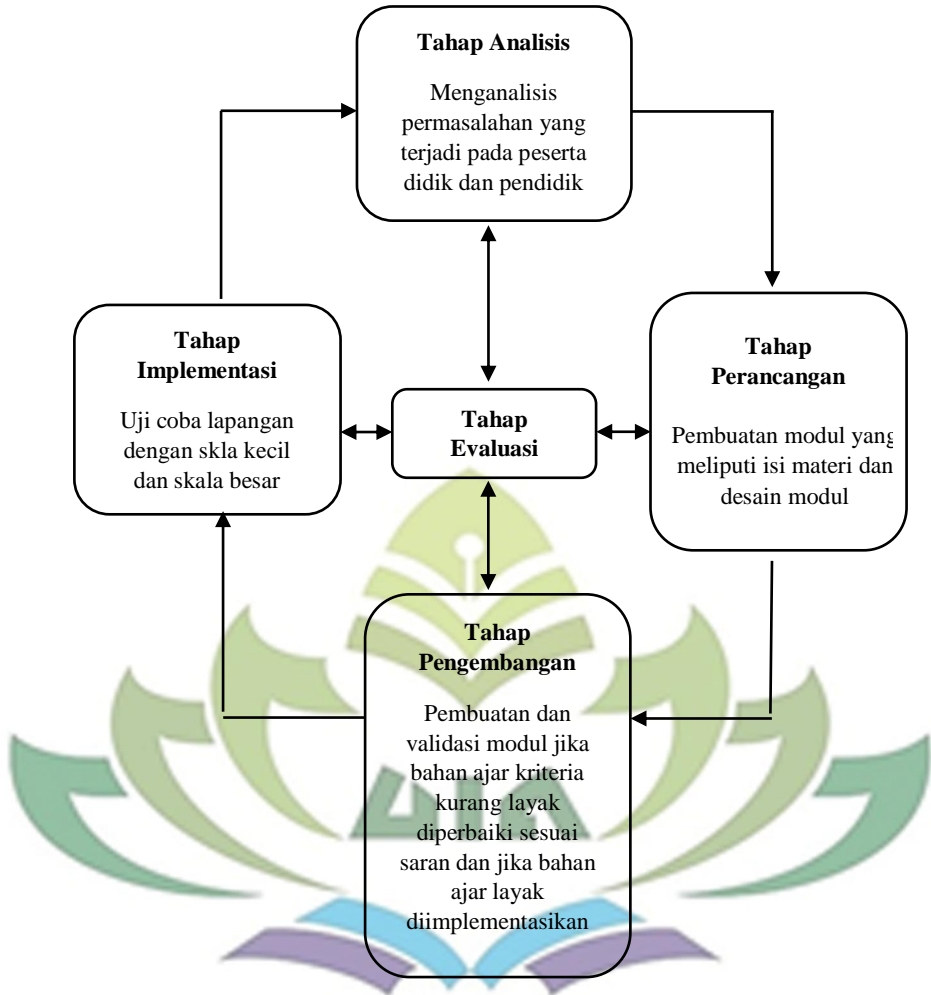 Tahap Analisis
Menganalisis
permasalahan yang
terjadi pada peserta
didik dan pendidik
Tahap
Perancangan
Pembuatan modul yang
meliputi isi materi dan
desain modul
Tahap
Evaluasi
Tahap
Implementasi
Uji coba lapangan
dengan skla kecil
dan skala besar
Tahap
Pengembangan
Pembuatan dan
validasi modul jika
bahan ajar kriteria
kurang layak
diperbaiki sesuai
saran dan jika bahan
ajar layak
diimplementasikan